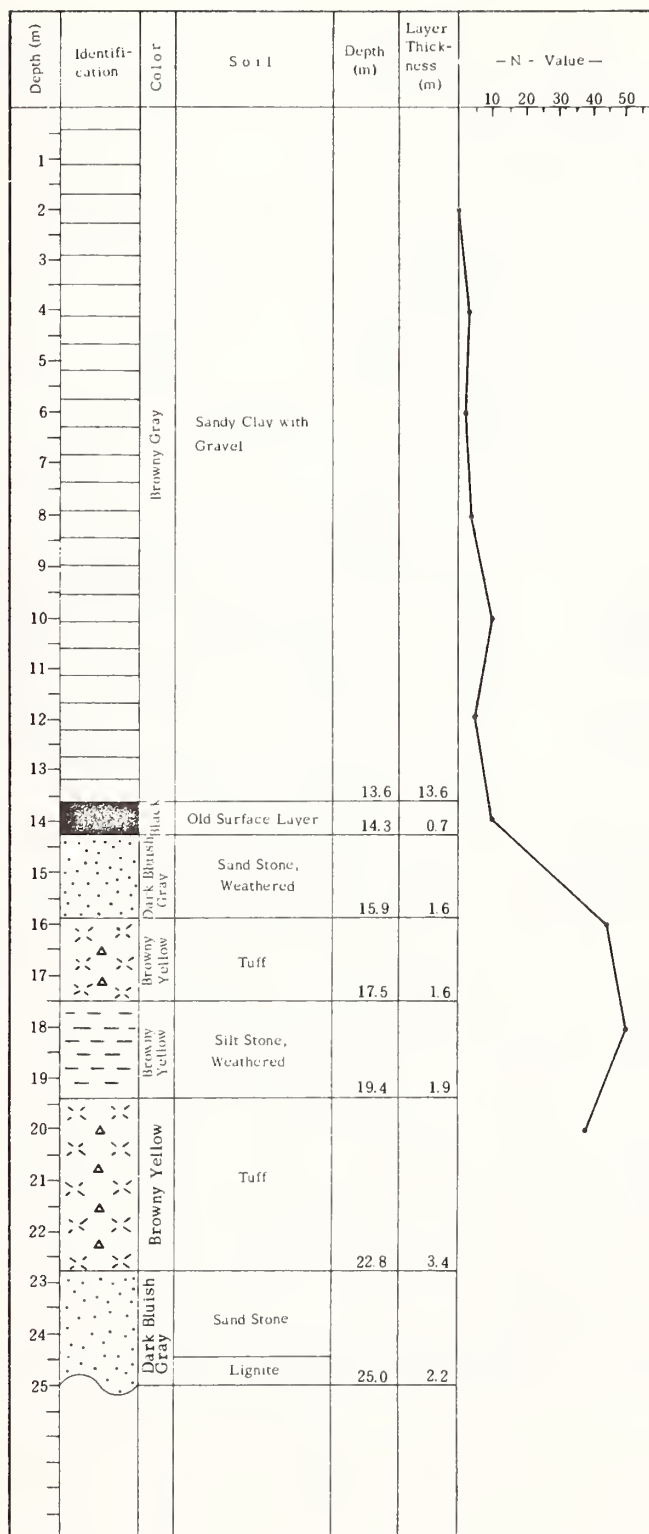 Depth (m)
Identifi-
cation
Color
Soil
Depth
(m)
Layer
Thick-
ness
(m)
— N - Value —
10 20 30 40 50
1
2
3
4
5
6
7
8
9
10
11
12
13
14
15
16
17
18
19
20
21
22
23
24
25
Browny Gray
Sandy Clay with
Gravel
13.6 13.6
Black
Old Surface Layer
14.3 0.7
Dark Bluish
Gray
Sand Stone,
Weathered
15.9 1.6
Browny
Yellow
Tuff
17.5 1.6
Browny
Yellow
Silt Stone,
Weathered
19.4 1.9
Browny Yellow
Tuff
22.8 3.4
Dark Bluish
Gray
Sand Stone
Lignite
25.0 2.2